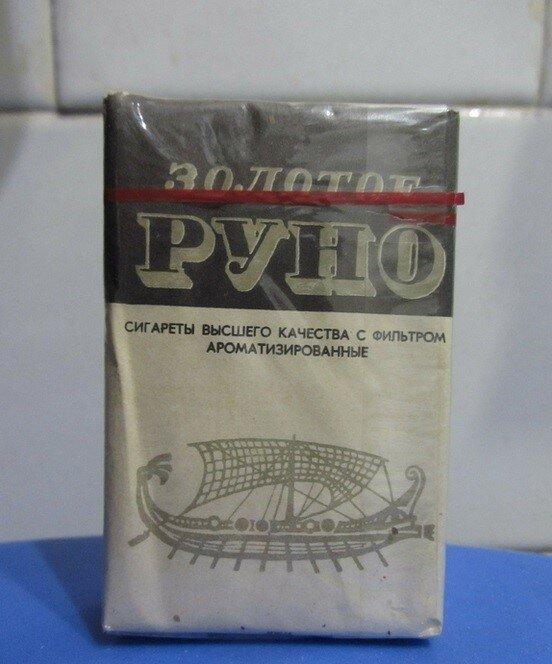 ЗОЛОТОЕ
РУНО
СИГАРЕТЫ ВЫСШЕГО КАЧЕСТВА С ФИЛЬТРОМ
АРОМАТИЗИРОВАННЫЕ